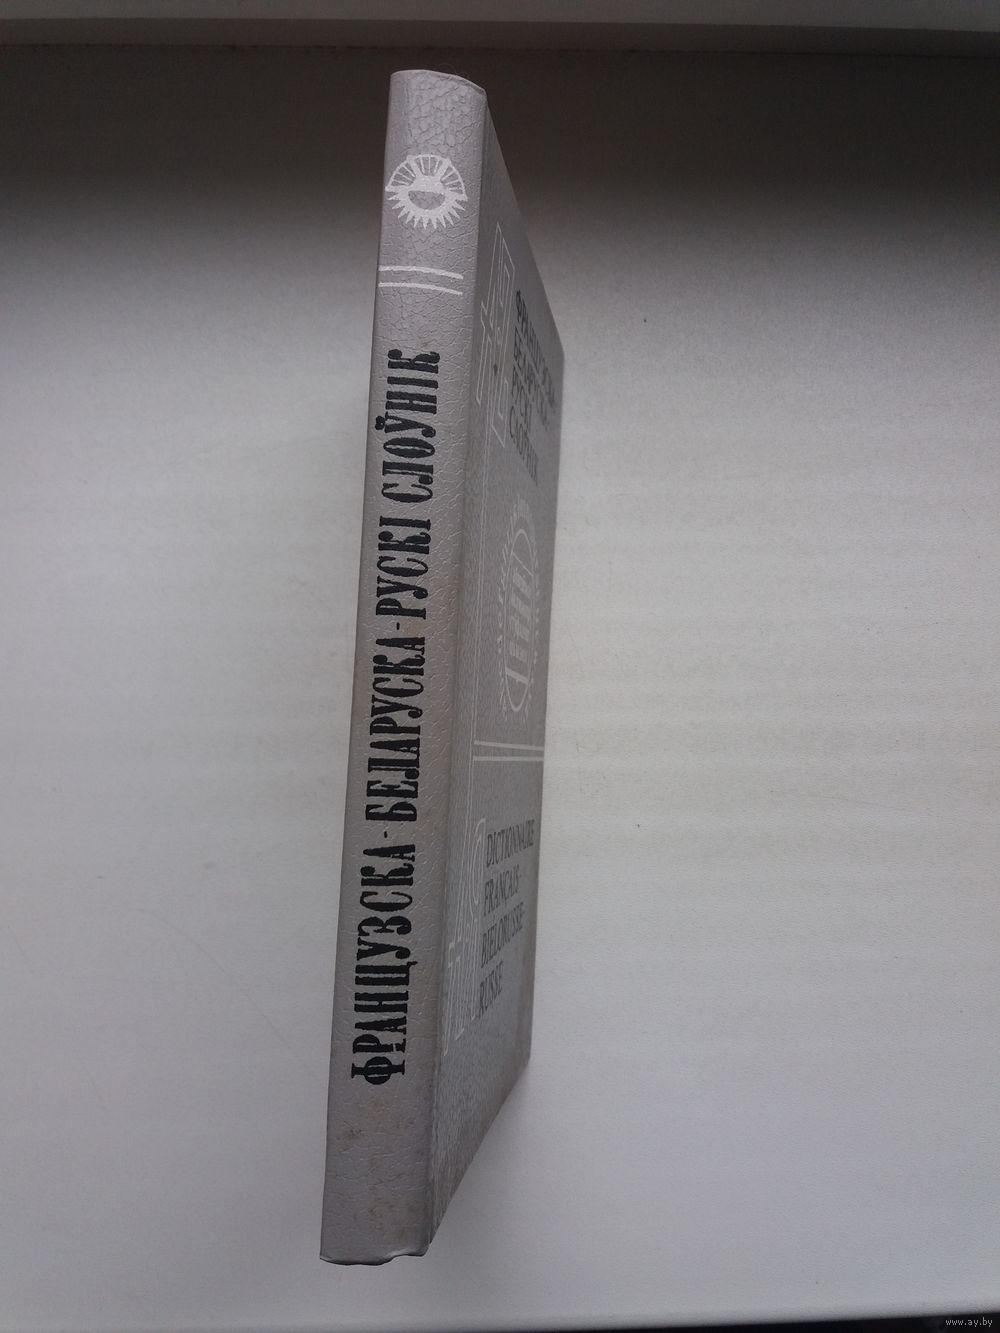 ФРАНЦУЗСКА-БЕЛАРУСКА-РУСКІ СЛОЎНІК
ФРАНЦУЗСКА-
БЕЛАРУСКА-
РУСКІ
СЛОЎНІК
DICTIONNAIRE
FRANÇAIS-
BIÉLORUSSE-
RUSSE
www.ay.by